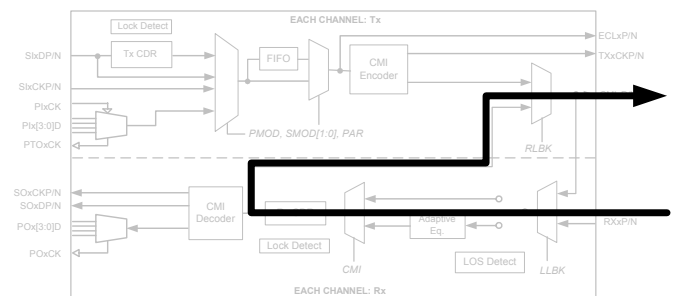 EACH CHANNEL: Tx
Lock Detect
SIxDP/N
Tx CDR
FIFO
CMI
Encoder
ECLxP/N
TXxCKP/N
SIxCKP/N
PIxCK
PIx[3:0]D
PTOxCK
PMOD, SMOD[1:0], PAR
RLBK
SOxCKP/N
SOxDP/N
POx[3:0]D
POxCK
CMI
Decoder
Lock Detect
CMI
Adaptive
Eq.
LOS Detect
LLBK
RXxP/N
EACH CHANNEL: Rx